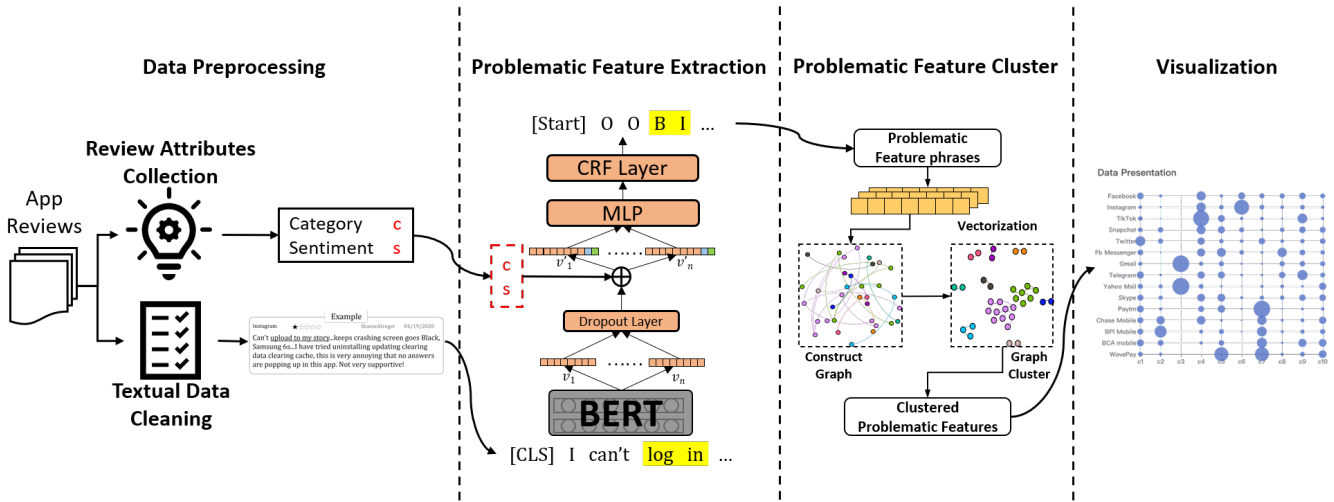 Data Preprocessing
Problematic Feature Extraction
Problematic Feature Cluster
Visualization
Review Attributes
Collection
App
Reviews
Category c
Sentiment s
Textual Data
Cleaning
Example
Instagram ★☆☆☆☆ SharonSteger 04/19/2020
Can't upload to my story...keeps crashing screen goes Black,
Samsung 6s...I have tried uninstalling updating clearing
data clearing cache, this is very annoying that no answers
are popping up in this app. Not very supportive!
[Start] O O B I ...
CRF Layer
MLP
v'1 ...... v'n
c
s
Dropout Layer
......
v1 vn
BERT
[CLS] I can't log in ...
Problematic
Feature phrases
Vectorization
Construct
Graph
Graph
Cluster
Clustered
Problematic Features
Data Presentation
Facebook
Instagram
TikTok
Snapchat
Twitter
Fb Messenger
Gmail
Telegram
Yahoo Mail
Skype
Paytm
Chase Mobile
BPI Mobile
BCA mobile
WavePay
c1 c2 c3 c4 c5 c6 c7 c8 c9 c10